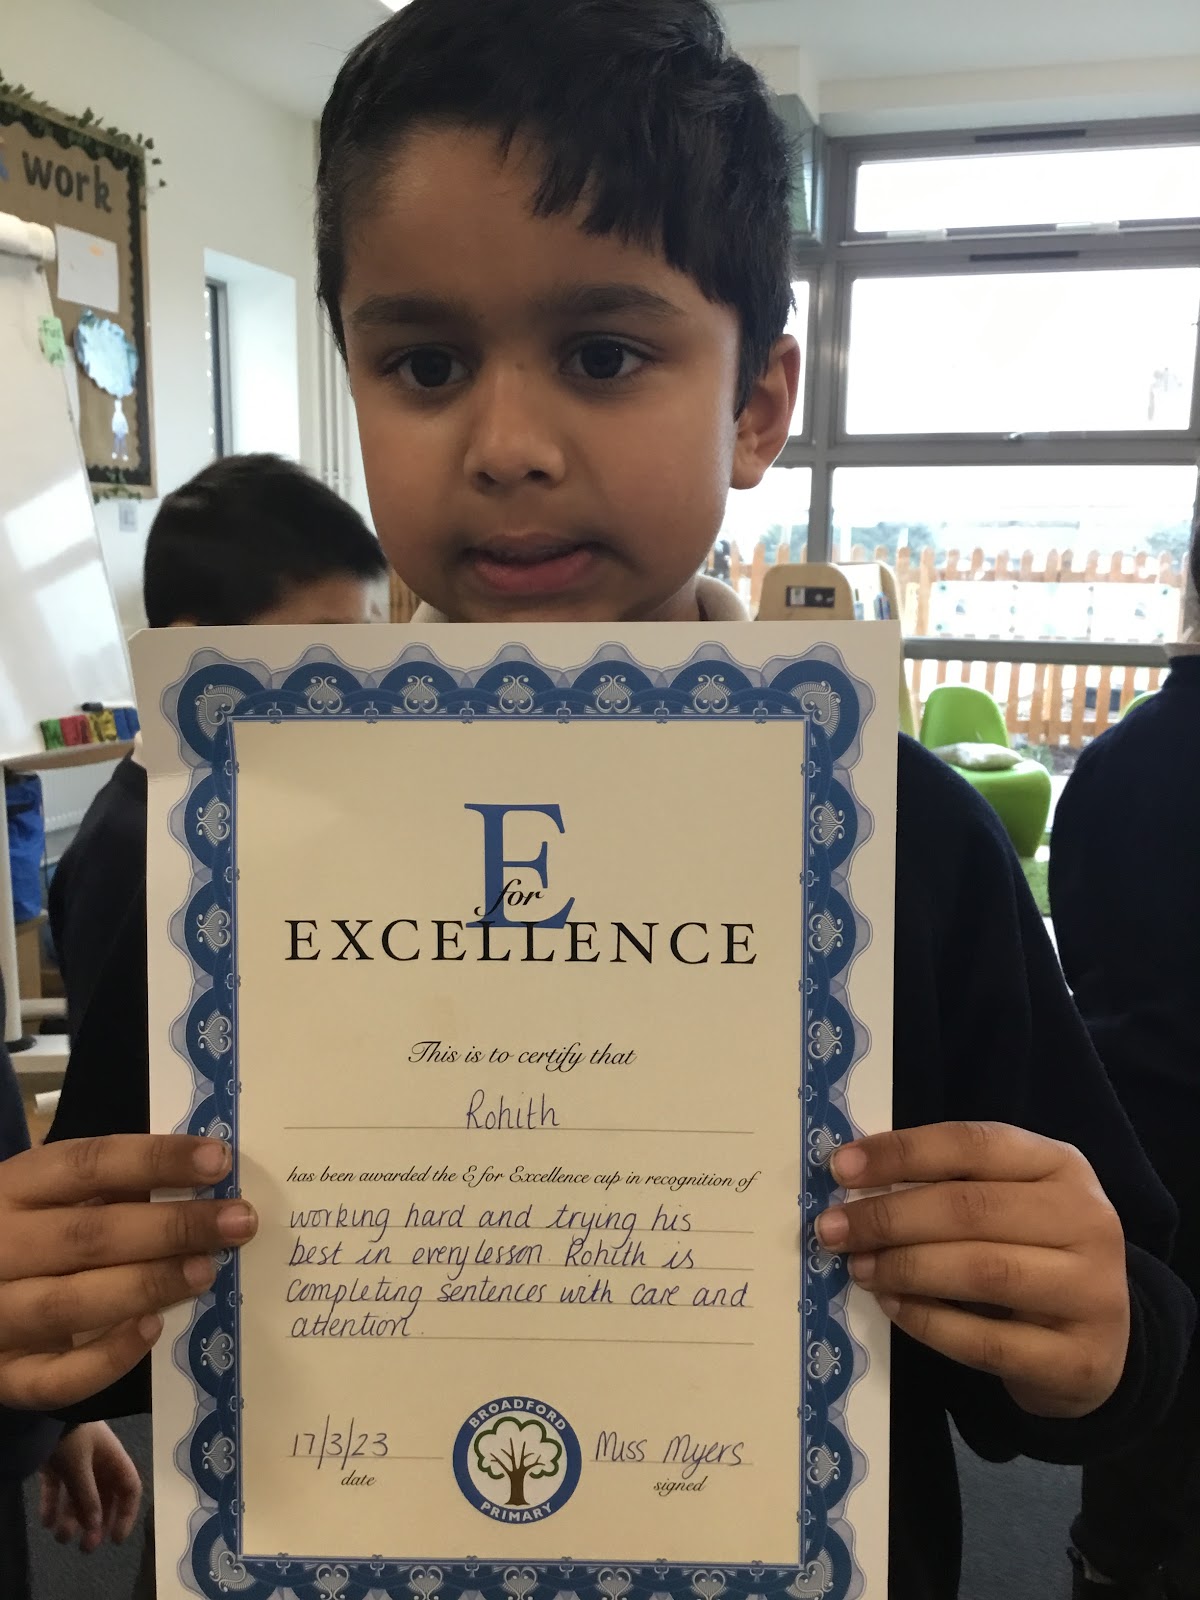 work
E
for
EXCELLENCE
This is to certify that
Rohith
has been awarded the E for Excellence cup in recognition of
working hard and trying his
best in every lesson. Rohith is
completing sentences with care and
attention.
17/3/23
date
BROADFORD
PRIMARY
Miss Myers
signed